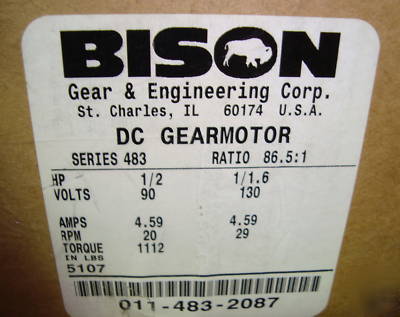 BISON
Gear & Engineering Corp.
St. Charles, IL 60174 U.S.A.
DC GEARMOTOR
SERIES 483 RATIO 86.5:1
HP 1/2 1/1.6
VOLTS 90 130
AMPS 4.59 4.59
RPM 20 29
TORQUE 1112
IN LBS
5107
011-483-2087